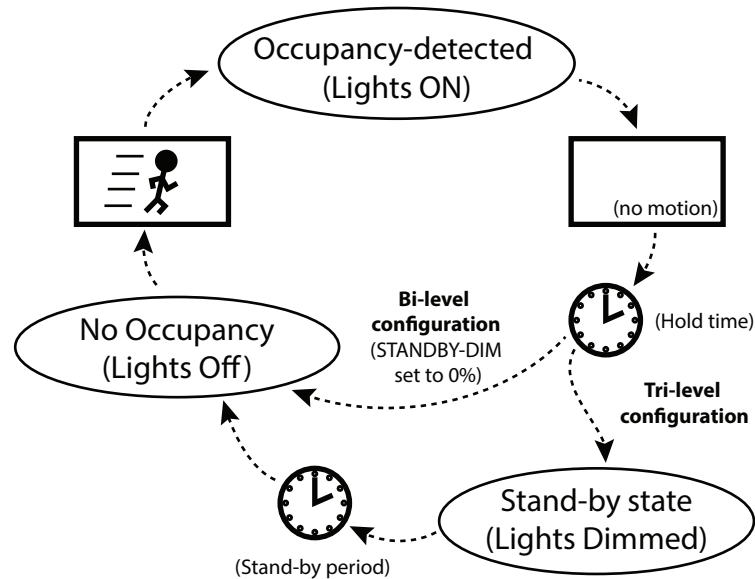 Occupancy-detected
(Lights ON)
(no motion)
(Hold time)
Bi-level
configuration
(STANDBY-DIM
set to 0%)
No Occupancy
(Lights Off)
Tri-level
configuration
Stand-by state
(Lights Dimmed)
(Stand-by period)